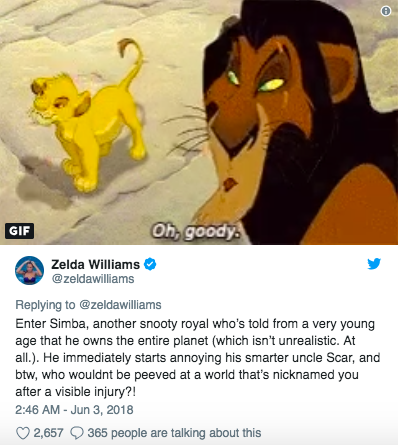 Oh, goody.
GIF
Zelda Williams
@zeldawilliams
Replying to @zeldawilliams
Enter Simba, another snooty royal who's told from a very young
age that he owns the entire planet (which isn't unrealistic. At
all.). He immediately starts annoying his smarter uncle Scar, and
btw, who wouldnt be peeved at a world that's nicknamed you
after a visible injury?!
2:46 AM - Jun 3, 2018
2,657 365 people are talking about this